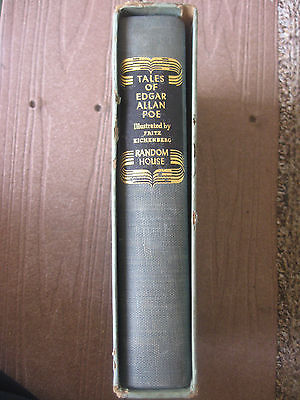 TALES
OF
EDGAR
ALLAN
POE
Illustrated by
FRITZ
EICHENBERG
RANDOM
HOUSE